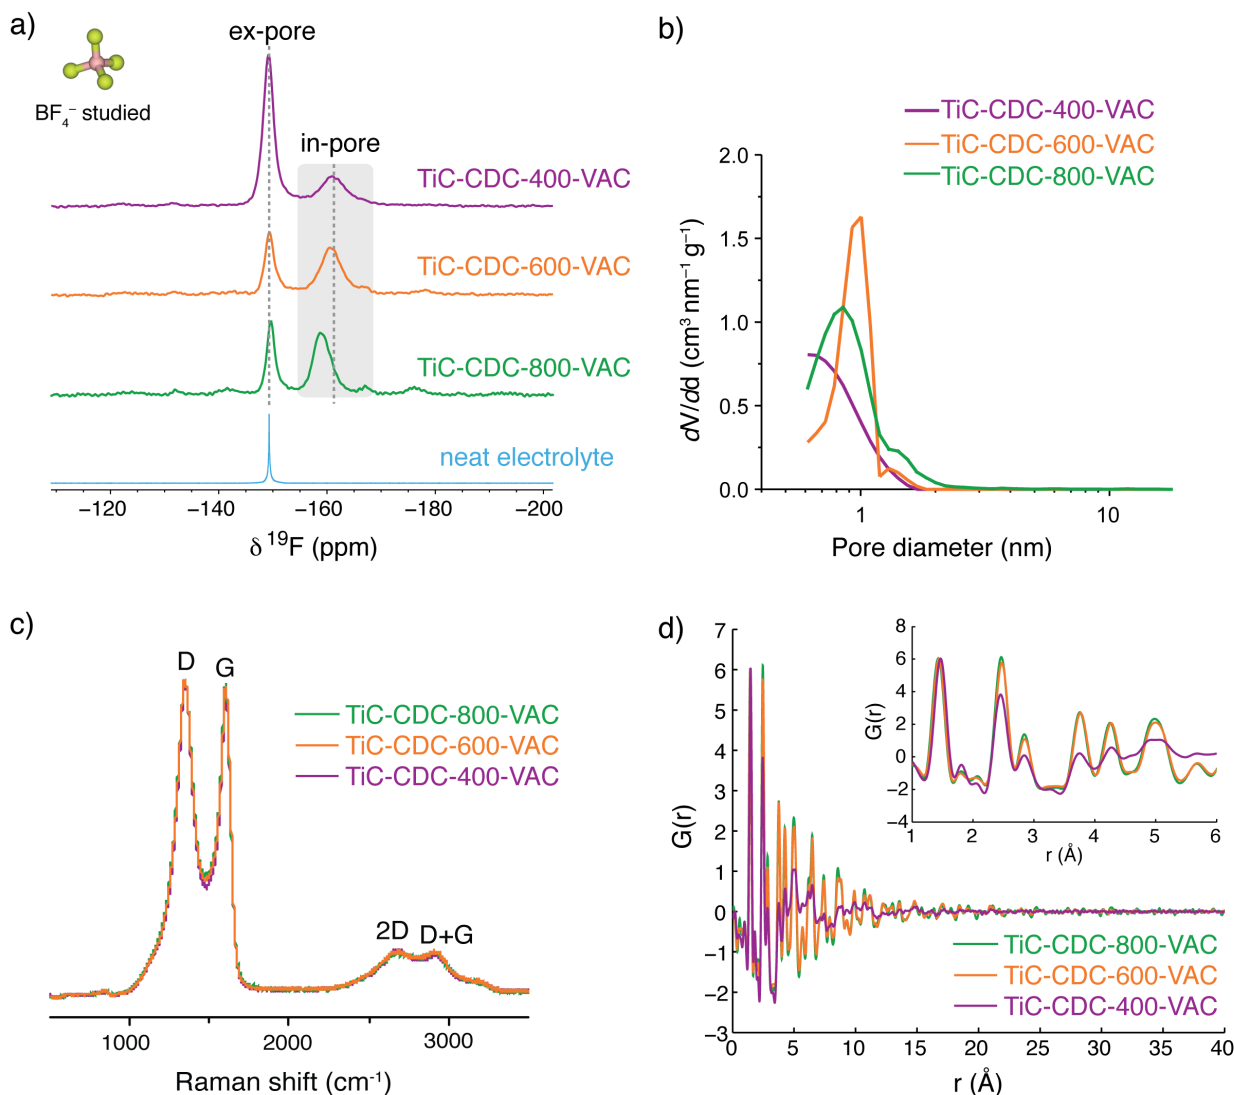 a)
ex-pore
BF₄⁻ studied
in-pore
TiC-CDC-400-VAC
TiC-CDC-600-VAC
TiC-CDC-800-VAC
neat electrolyte
−120 −140 −160 −180 −200
δ ¹⁹F (ppm)
b)
TiC-CDC-400-VAC
TiC-CDC-600-VAC
TiC-CDC-800-VAC
2.0
1.5
1.0
0.5
0.0
dV/dd (cm³ nm⁻¹ g⁻¹)
1 10
Pore diameter (nm)
c)
D G
TiC-CDC-800-VAC
TiC-CDC-600-VAC
TiC-CDC-400-VAC
2D D+G
1000 2000 3000
Raman shift (cm⁻¹)
d)
7
6
5
4
3
2
1
0
−1
−2
−3
G(r)
8
6
4
2
0
−2
−4
G(r)
1 2 3 4 5 6
r (Å)
TiC-CDC-800-VAC
TiC-CDC-600-VAC
TiC-CDC-400-VAC
0 5 10 15 20 25 30 35 40
r (Å)